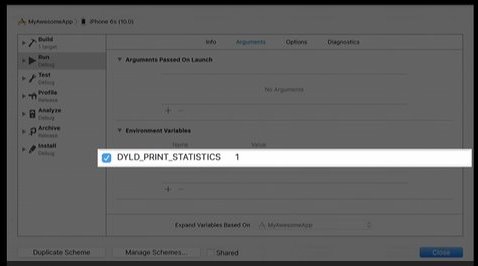 MyAwesomeApp
iPhone 6s (10.0)
Build
1 target
Run
Debug
Test
Debug
Profile
Release
Analyze
Debug
Archive
Release
Install
Debug
Info Arguments Options Diagnostics
Arguments Passed On Launch
No Arguments
Environment Variables
Name Value
DYLD_PRINT_STATISTICS 1
Expand Variables Based On MyAwesomeApp
Duplicate Scheme Manage Schemes... Shared Close